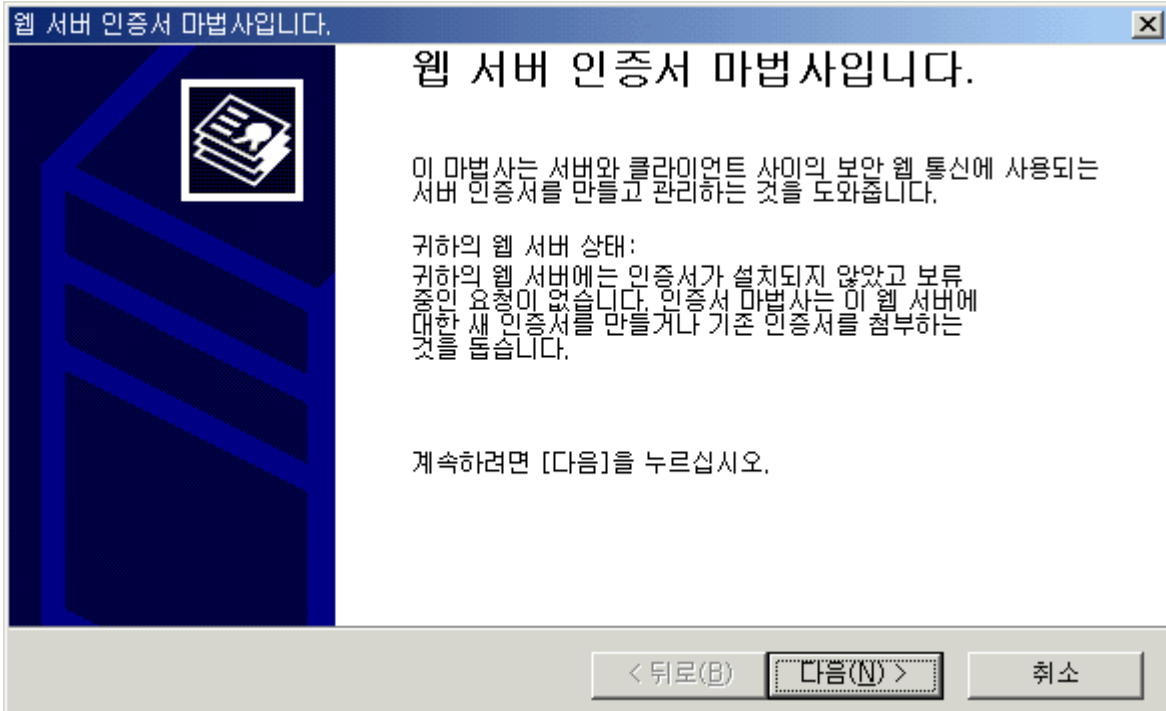 웹 서버 인증서 마법사입니다.
웹 서버 인증서 마법사입니다.
이 마법사는 서버와 클라이언트 사이의 보안 웹 통신에 사용되는
서버 인증서를 만들고 관리하는 것을 도와줍니다.
귀하의 웹 서버 상태:
귀하의 웹 서버에는 인증서가 설치되지 않았고 보류
중인 요청이 없습니다. 인증서 마법사는 이 웹 서버에
대한 새 인증서를 만들거나 기존 인증서를 첨부하는
것을 돕습니다.
계속하려면 [다음]을 누르십시오.
< 뒤로(B) 다음(N) > 취소